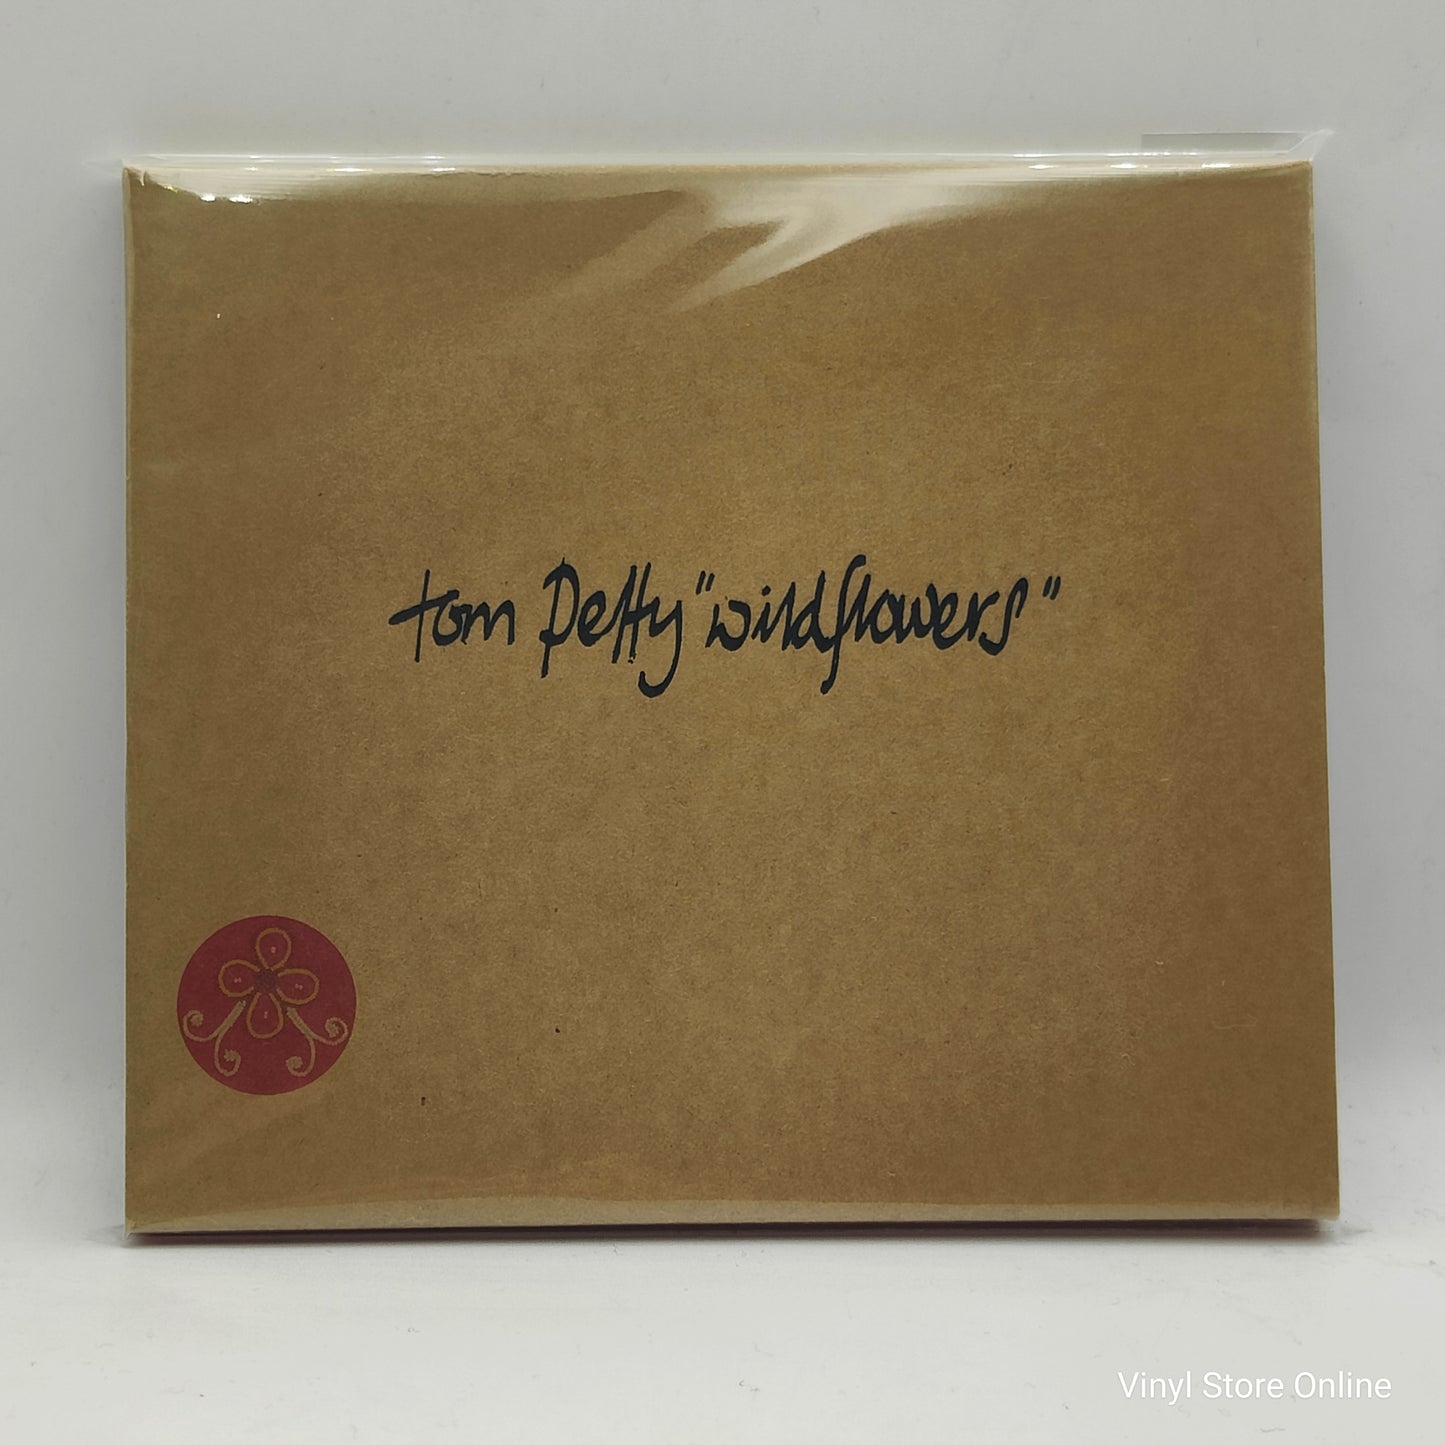 tom Petty "wildflowers"
Vinyl Store Online